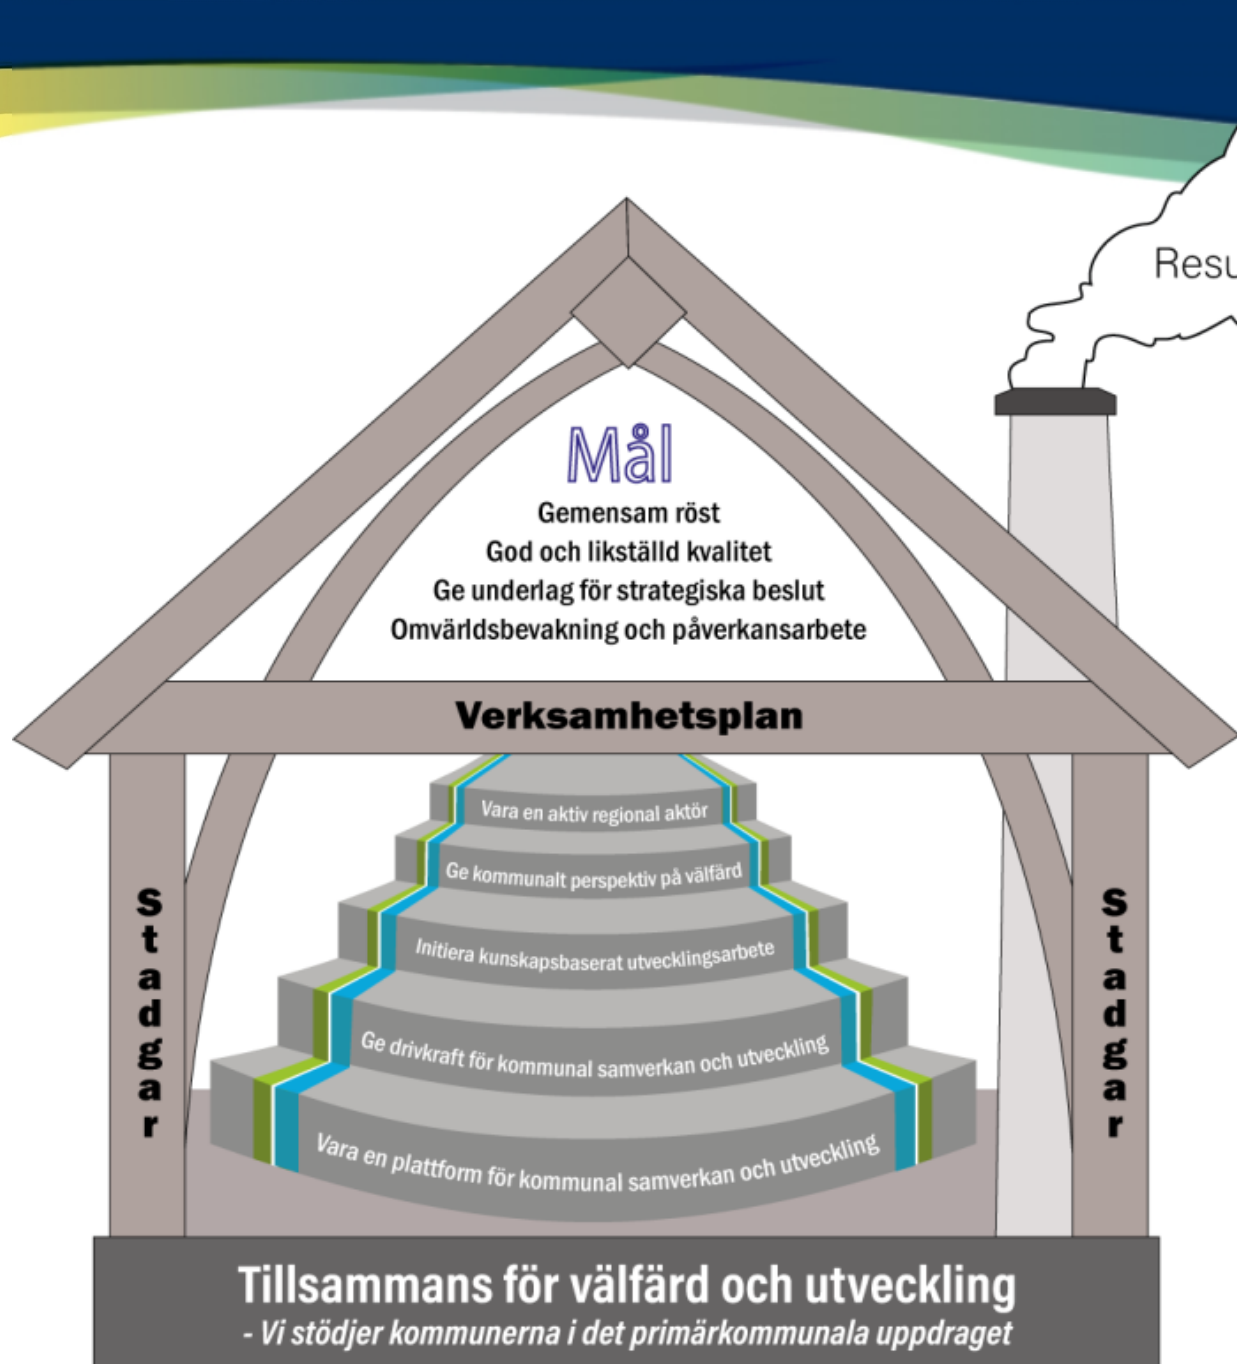 Resu
Mål
Gemensam röst
God och likställd kvalitet
Ge underlag för strategiska beslut
Omvärldsbevakning och påverkansarbete
Verksamhetsplan
Vara en aktiv regional aktör
Ge kommunalt perspektiv på välfärd
Initiera kunskapsbaserat utvecklingsarbete
Ge drivkraft för kommunal samverkan och utveckling
Vara en plattform för kommunal samverkan och utveckling
Stadgar
Stadgar
Tillsammans för välfärd och utveckling
- Vi stödjer kommunerna i det primärkommunala uppdraget